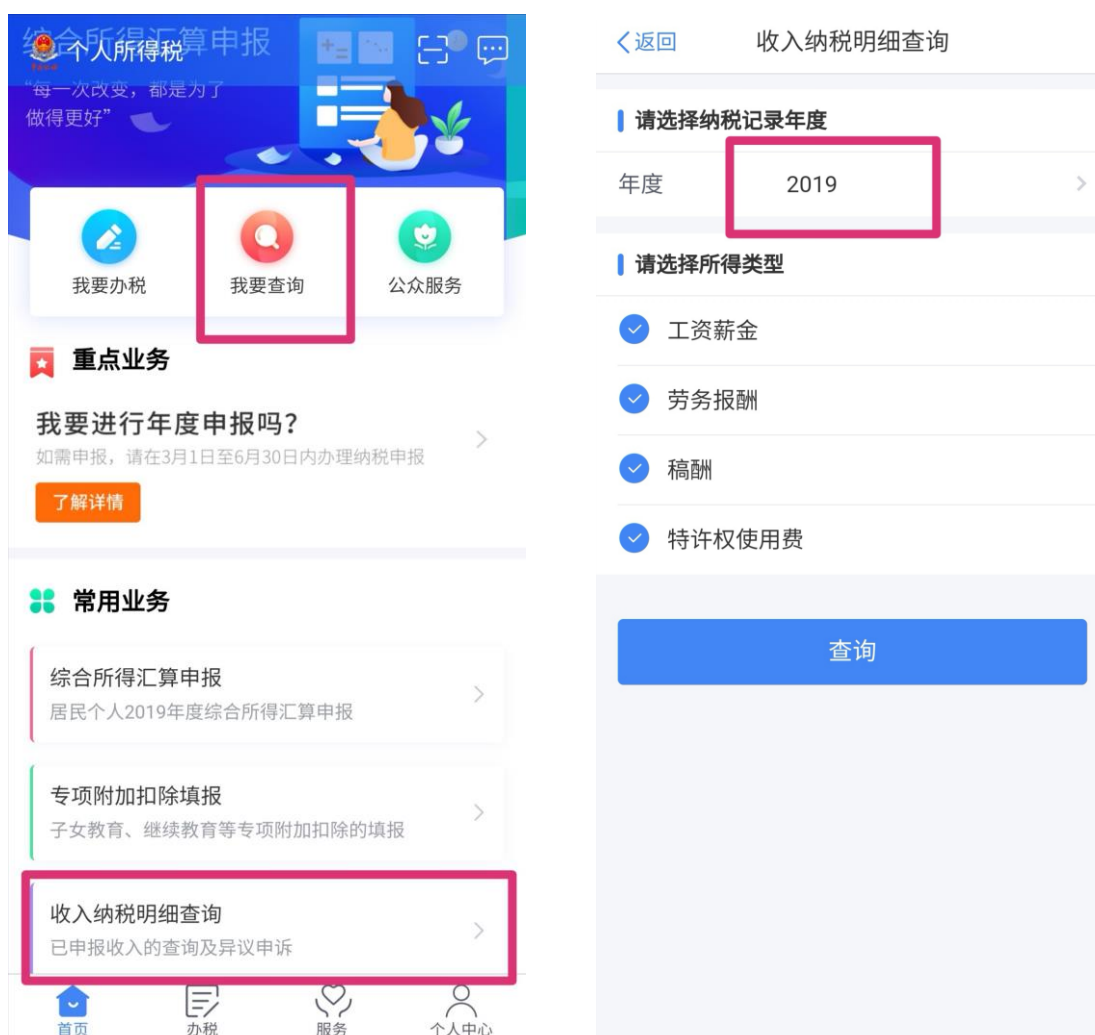 综合所得汇算申报
个人所得税
“每一次改变，都是为了
做得更好”
我要办税
我要查询
公众服务
重点业务
我要进行年度申报吗？
如需申报，请在3月1日至6月30日内办理纳税申报
了解详情
常用业务
综合所得汇算申报
居民个人2019年度综合所得汇算申报
专项附加扣除填报
子女教育、继续教育等专项附加扣除的填报
收入纳税明细查询
已申报收入的查询及异议申诉
首页
办税
服务
个人中心
返回
收入纳税明细查询
请选择纳税记录年度
年度 2019
请选择所得类型
工资薪金
劳务报酬
稿酬
特许权使用费
查询